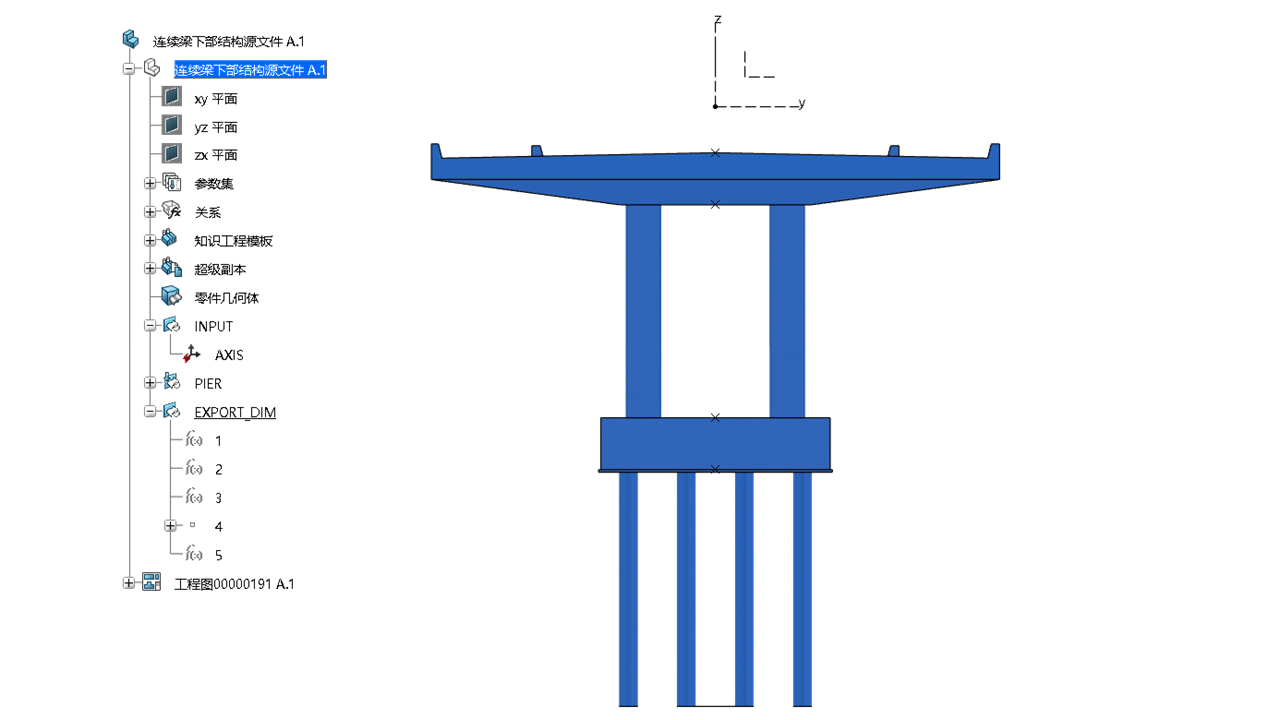 连续梁下部结构源文件 A.1
连续梁下部结构源文件 A.1
xy 平面
yz 平面
zx 平面
参数集
关系
知识工程模板
超级副本
零件几何体
INPUT
AXIS
PIER
EXPORT_DIM
1
2
3
4
5
工程图00000191 A.1
z
y